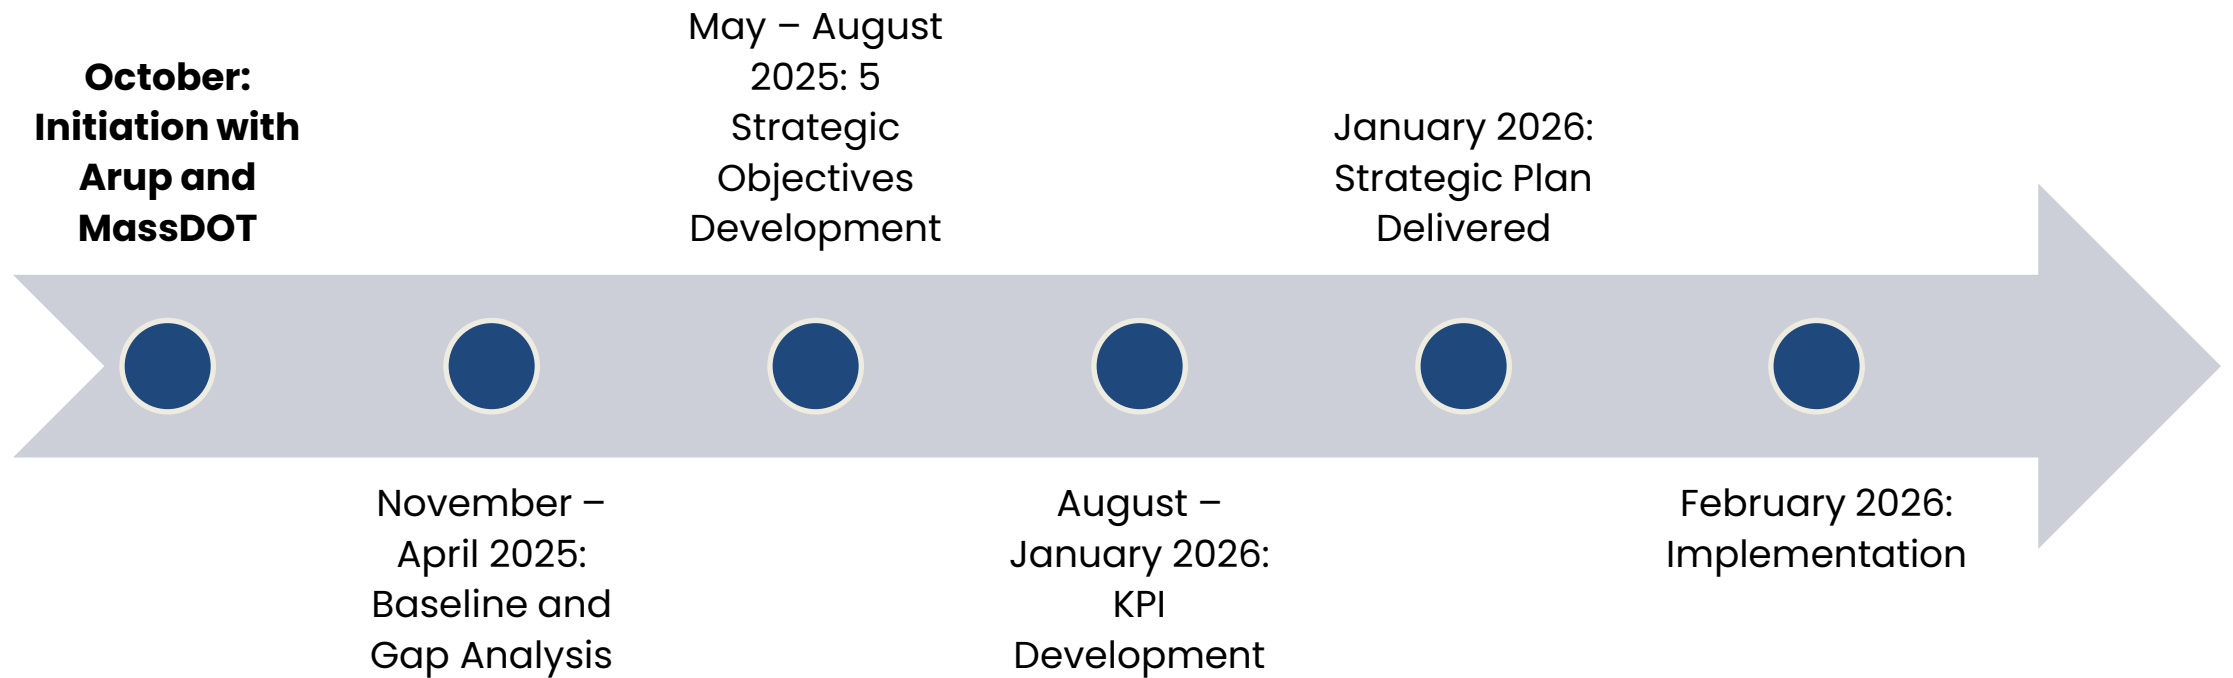 October:
Initiation with
Arup and
MassDOT
November –
April 2025:
Baseline and
Gap Analysis
May – August
2025: 5
Strategic
Objectives
Development
August –
January 2026:
KPI
Development
January 2026:
Strategic Plan
Delivered
February 2026:
Implementation